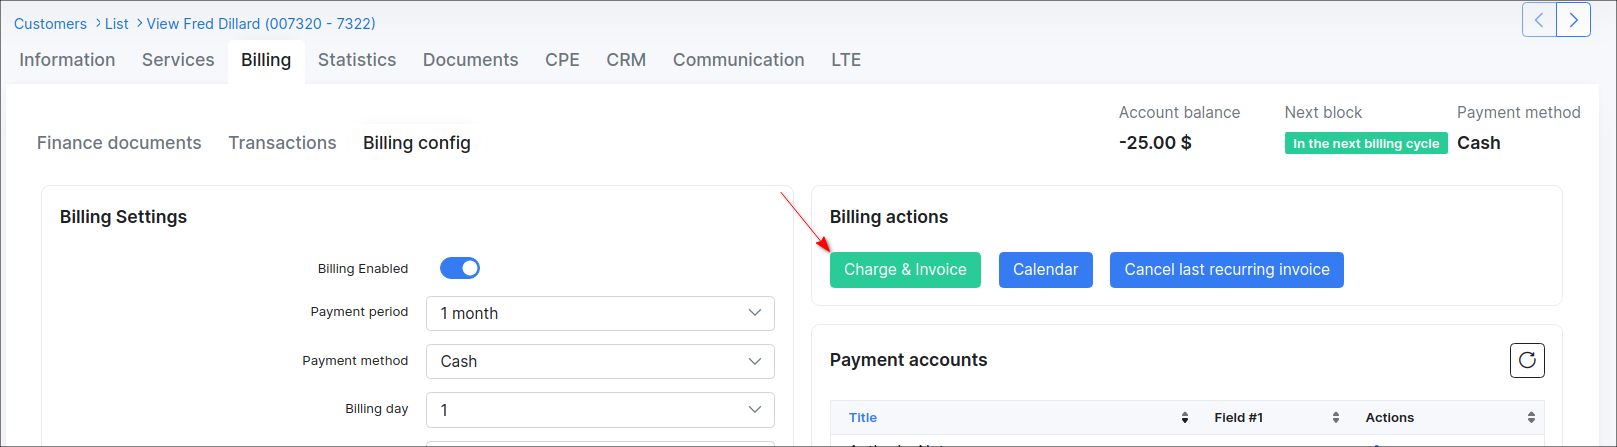 Customers > List > View Fred Dillard (007320 - 7322)
Information Services Billing Statistics Documents CPE CRM Communication LTE
Account balance Next block Payment method
-25.00 $ In the next billing cycle Cash
Finance documents Transactions Billing config
Billing Settings
Billing Enabled
Payment period 1 month
Payment method Cash
Billing day 1
Billing actions
Charge & Invoice Calendar Cancel last recurring invoice
Payment accounts
Title Field #1 Actions